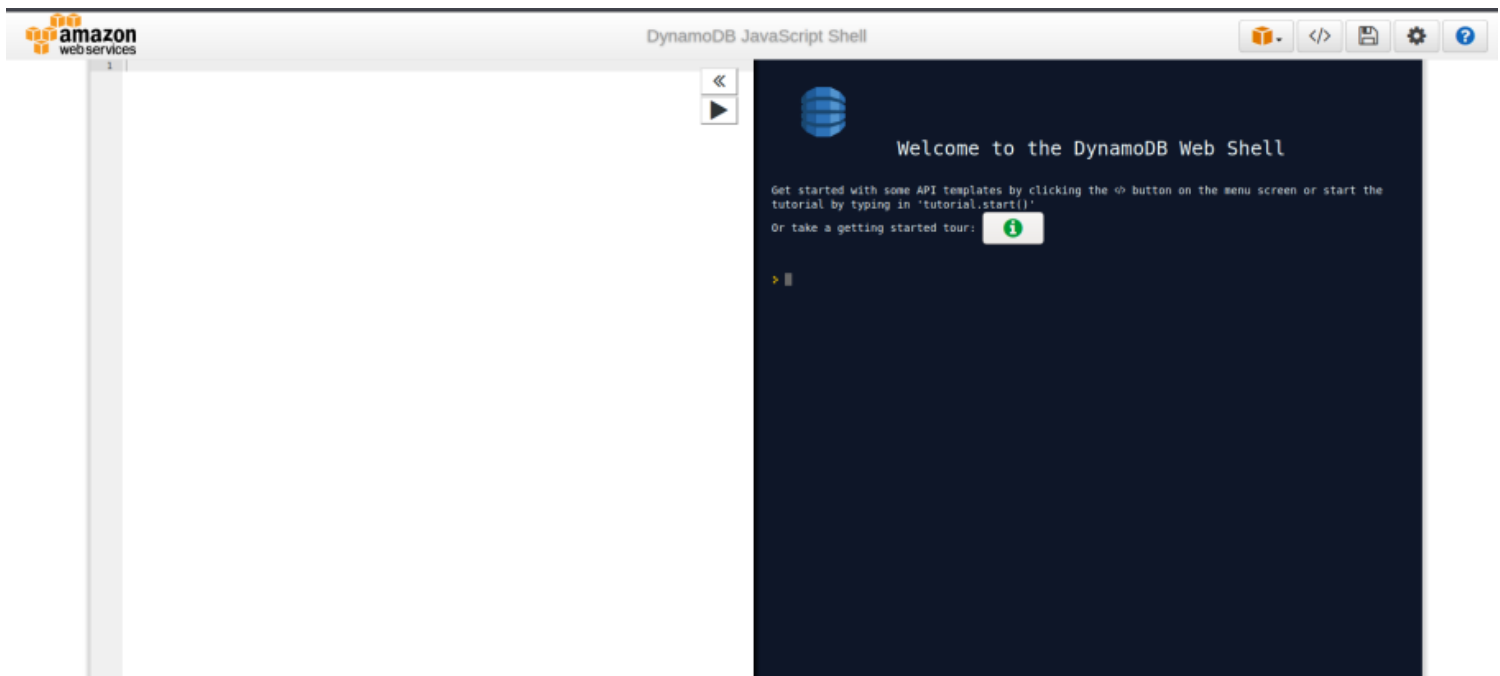 amazon
webservices
DynamoDB JavaScript Shell
</>
?
1
«
Welcome to the DynamoDB Web Shell
Get started with some API templates by clicking the </> button on the menu screen or start the
tutorial by typing in 'tutorial.start()'
Or take a getting started tour:
>